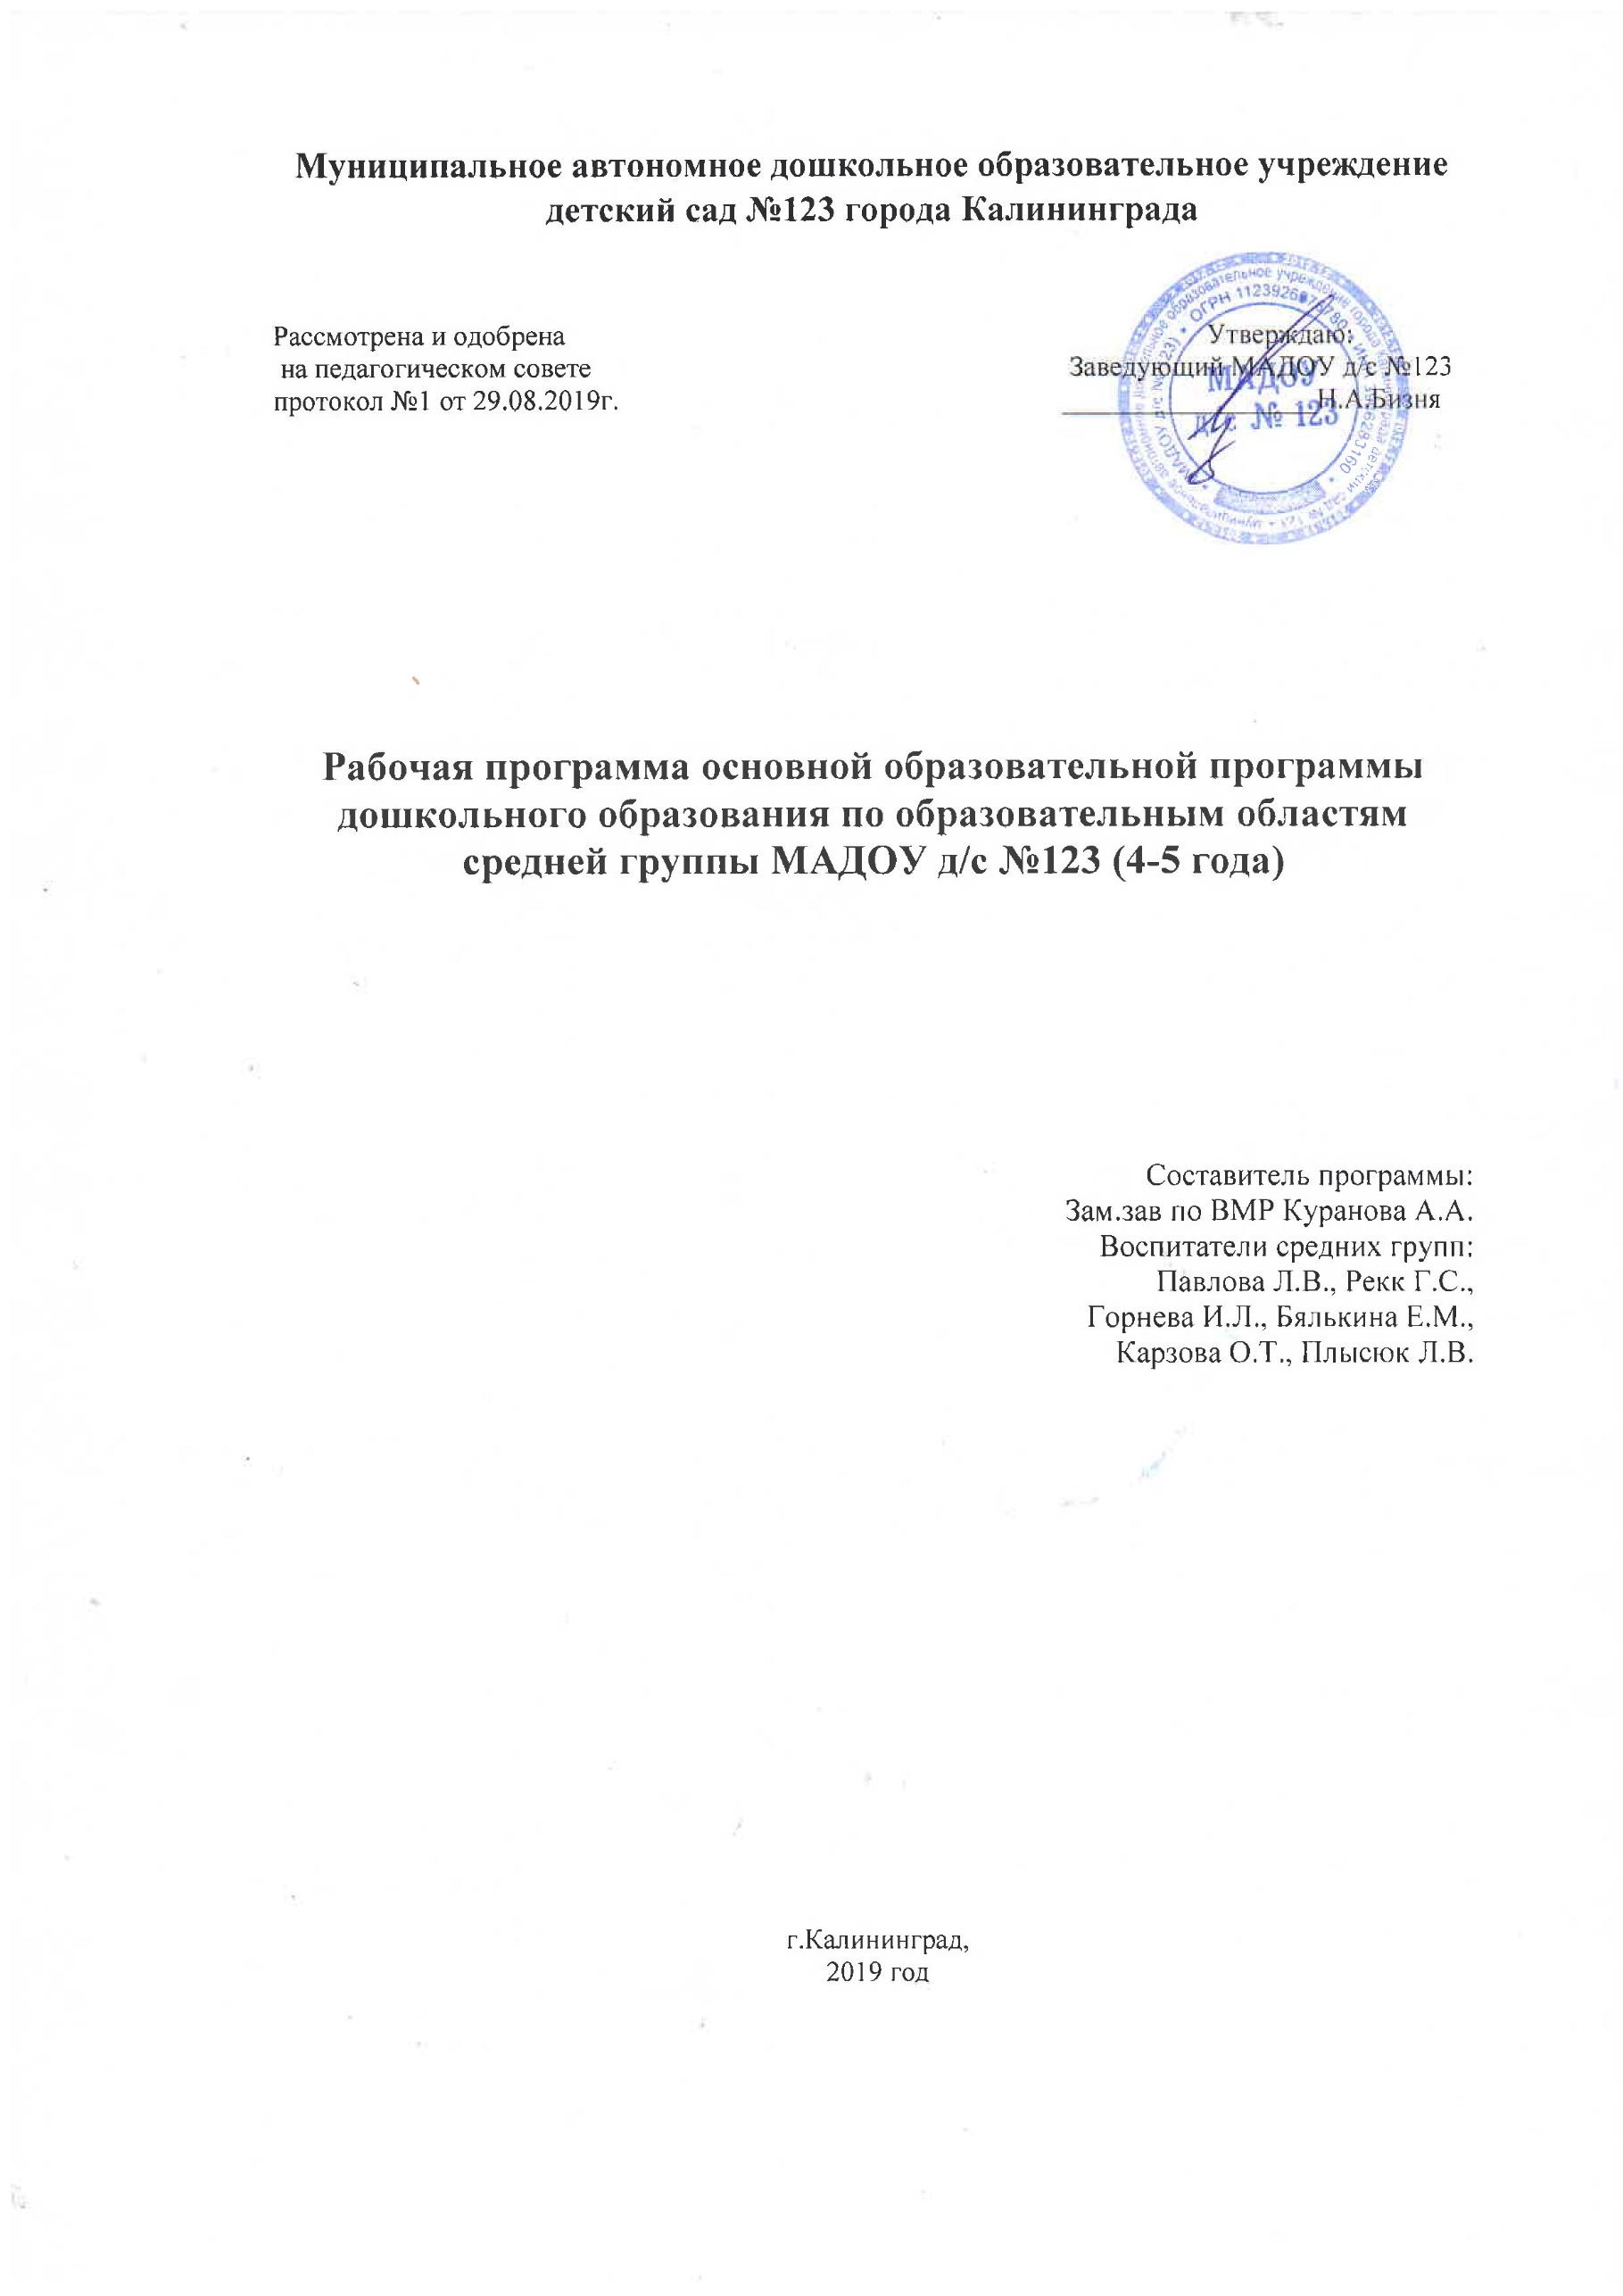 Муниципальное автономное дошкольное образовательное учреждение
детский сад №123 города Калининграда
Рассмотрена и одобрена
на педагогическом совете
протокол №1 от 29.08.2019г.
Утверждаю:
Заведующий МАДОУ д/с №123
Н.А.Бизня
МАДОУ
д/с № 123
Рабочая программа основной образовательной программы
дошкольного образования по образовательным областям
средней группы МАДОУ д/с №123 (4-5 года)
Составитель программы:
Зам.зав по ВМР Куранова А.А.
Воспитатели средних групп:
Павлова Л.В., Рекк Г.С.,
Горнева И.Л., Бялькина Е.М.,
Карзова О.Т., Плысюк Л.В.
г.Калининград,
2019 год